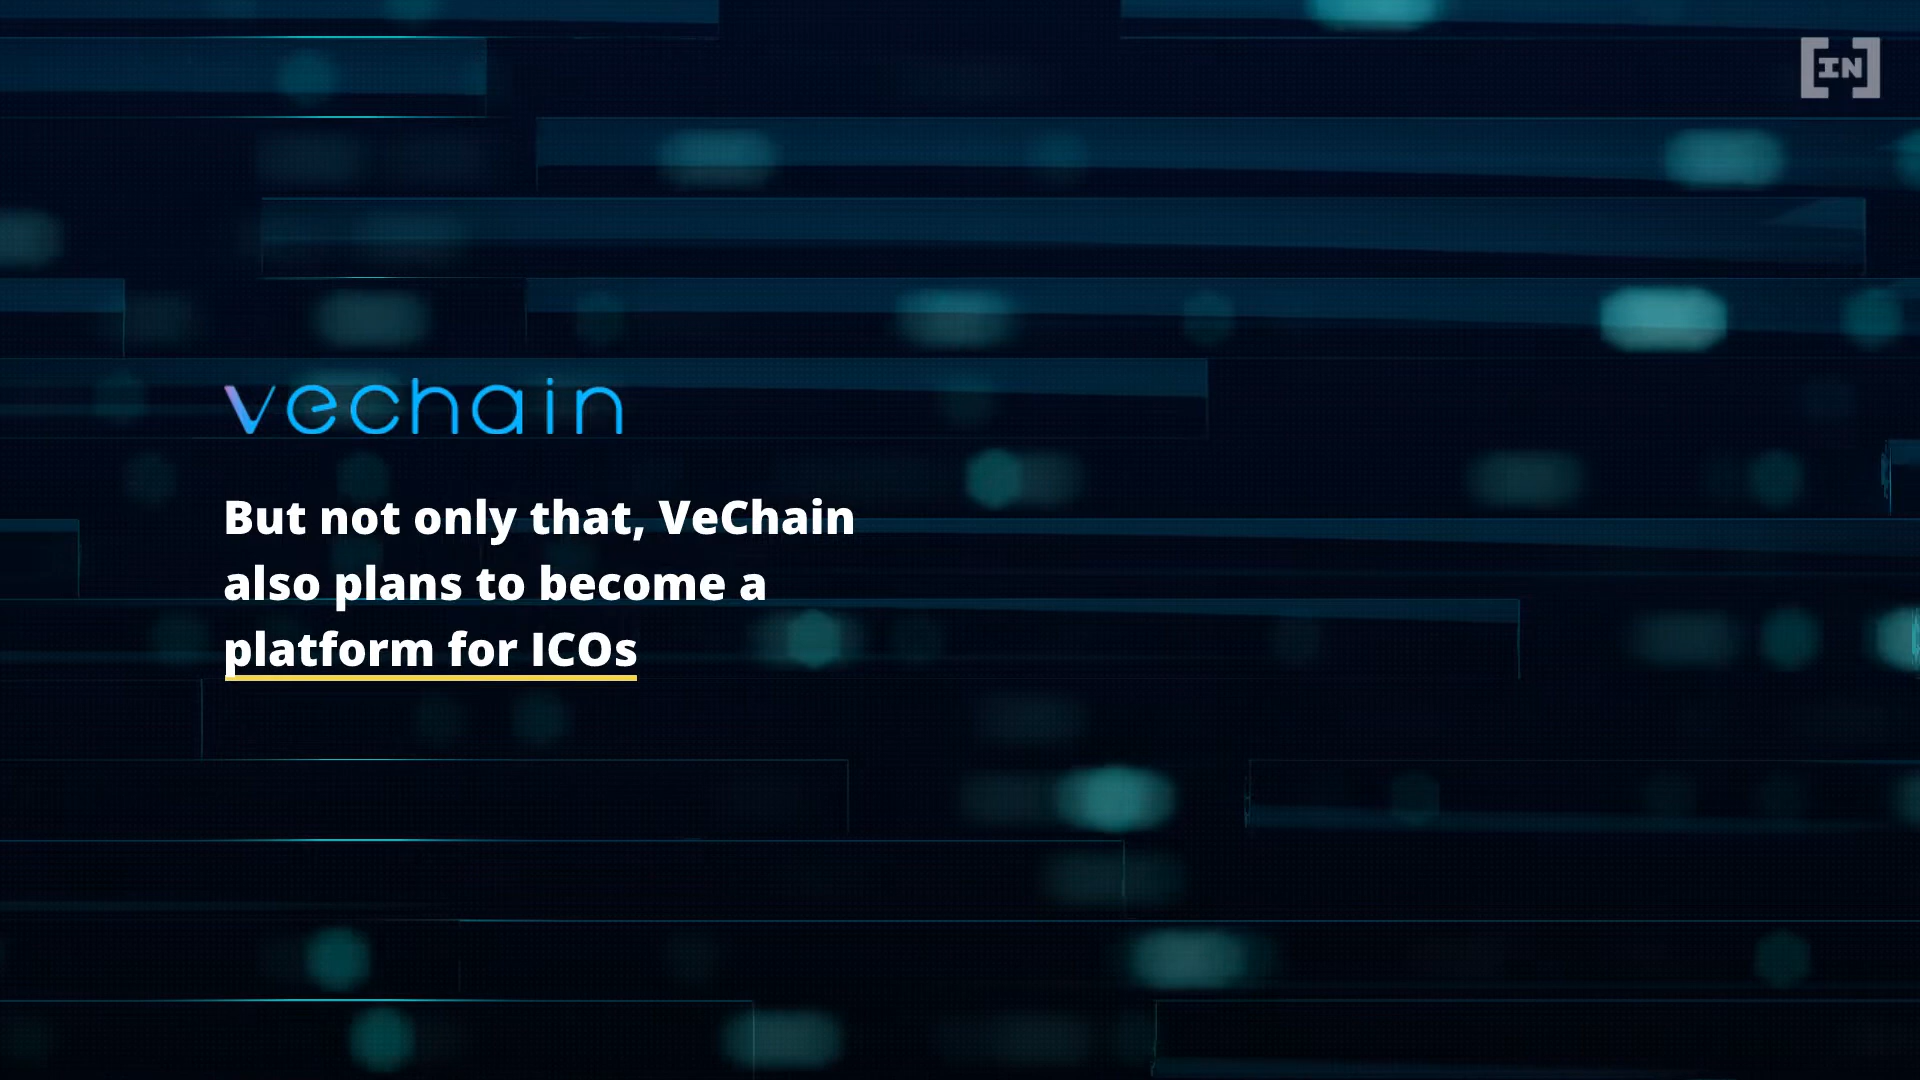 [IN]
vechain
But not only that, VeChain
also plans to become a
platform for ICOs